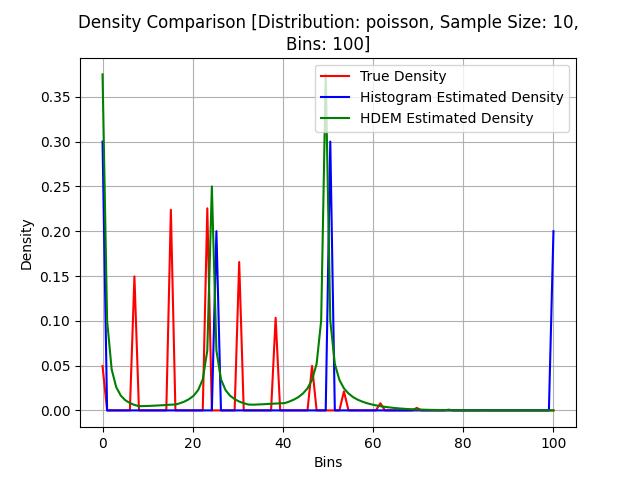 Density Comparison [Distribution: poisson, Sample Size: 10,
Bins: 100]
True Density
Histogram Estimated Density
HDEM Estimated Density
Density
0.35
0.30
0.25
0.20
0.15
0.10
0.05
0.00
0 20 40 60 80 100
Bins